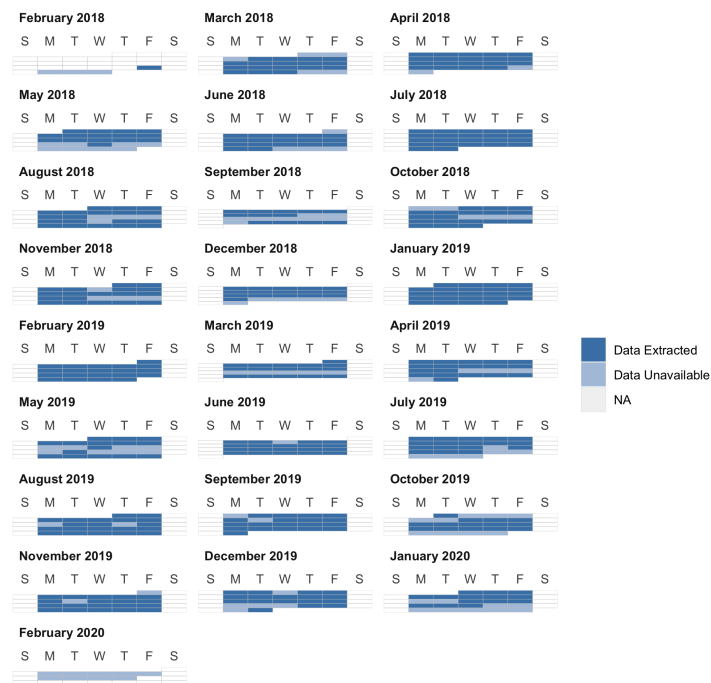 February 2018 March 2018 April 2018
S M T W T F S S M T W T F S S M T W T F S
May 2018 June 2018 July 2018
S M T W T F S S M T W T F S S M T W T F S
August 2018 September 2018 October 2018
S M T W T F S S M T W T F S S M T W T F S
November 2018 December 2018 January 2019
S M T W T F S S M T W T F S S M T W T F S
February 2019 March 2019 April 2019
S M T W T F S S M T W T F S S M T W T F S
May 2019 June 2019 July 2019
S M T W T F S S M T W T F S S M T W T F S
August 2019 September 2019 October 2019
S M T W T F S S M T W T F S S M T W T F S
November 2019 December 2019 January 2020
S M T W T F S S M T W T F S S M T W T F S
February 2020
S M T W T F S
Data Extracted
Data Unavailable
NA